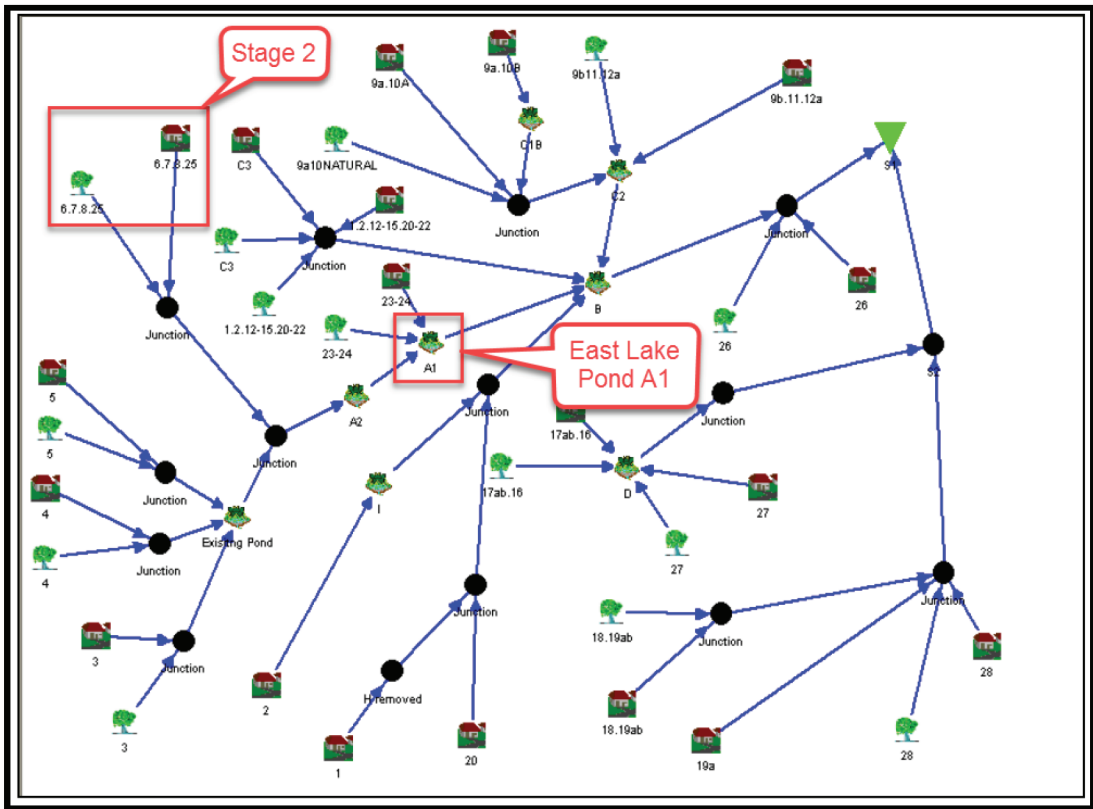 Stage 2
9a.10A
9a.10B
9b11.12a
9b.11.12a
6.7.8.25
6.7.8.25
C3
9a10NATURAL
C1B
C2
S1
1.2.12-15.20-22
C3
Junction
Junction
Junction
1.2.12-15.20-22
23-24
B
26
26
Junction
23-24
A1
East Lake
Pond A1
5
A2
Junction
17ab.16
Junction
5
Junction
17ab.16
D
27
4
Junction
I
Existng Pond
4
Junction
27
Junction
Junction
18.19ab
Junction
3
Junction
2
H removed
28
3
18.19ab
1
20
19a
28